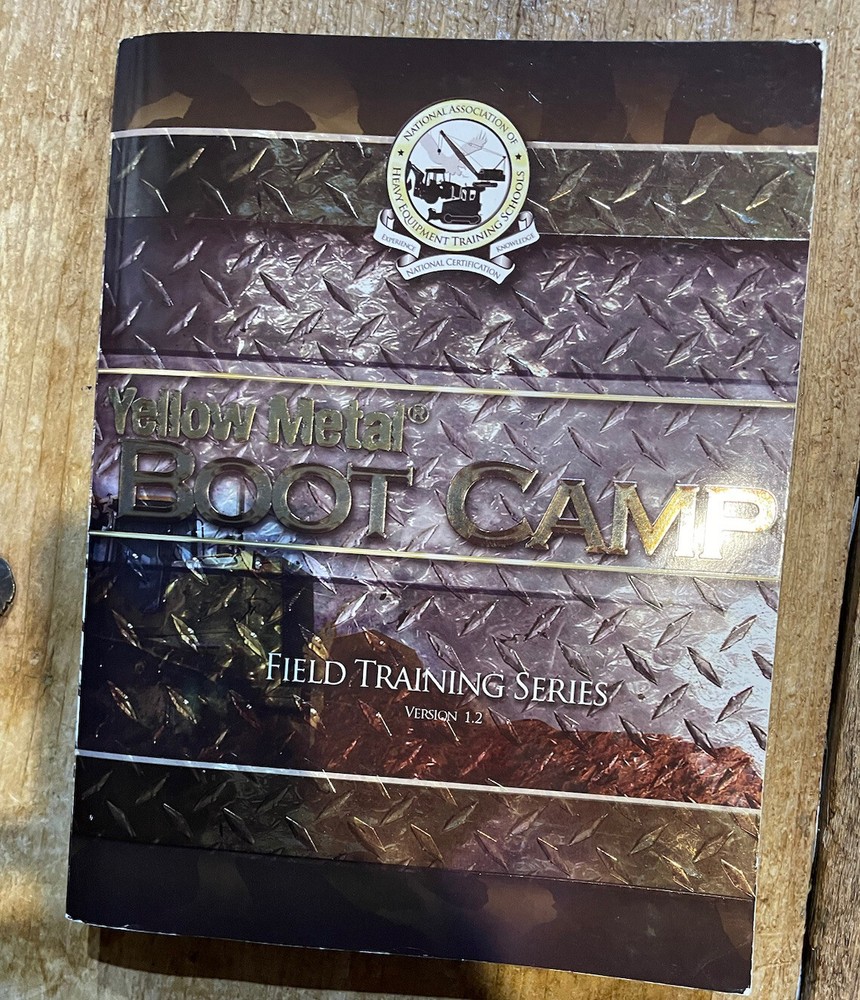 NATIONAL ASSOCIATION OF
HEAVY EQUIPMENT TRAINING SCHOOLS
EXPERIENCE
KNOWLEDGE
NATIONAL CERTIFICATION
Yellow Metal®
BOOT CAMP
FIELD TRAINING SERIES
VERSION 1.2